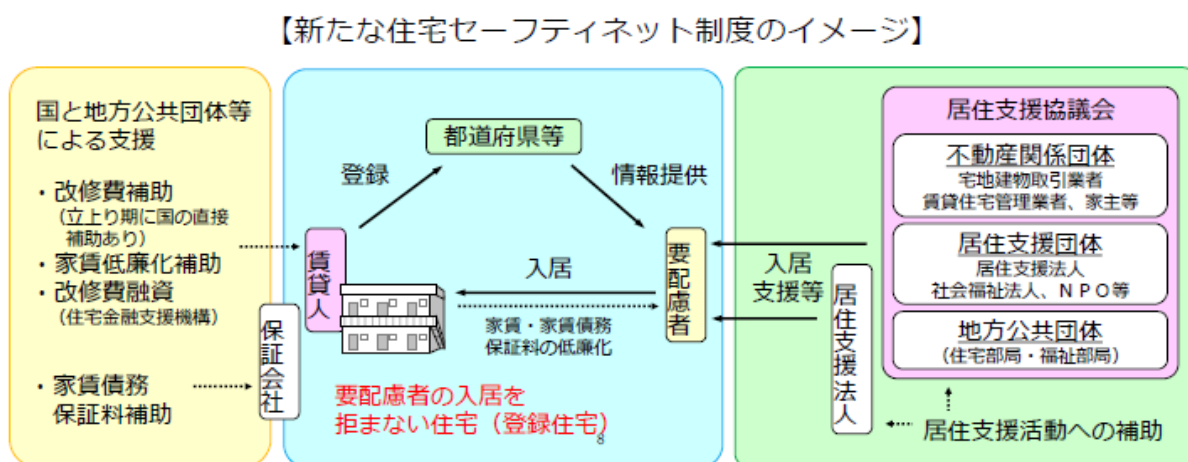 【新たな住宅セーフティネット制度のイメージ】
国と地方公共団体等
による支援
・改修費補助
（立上り期に国の直接
補助あり）
・家賃低廉化補助
・改修費融資
（住宅金融支援機構）
・家賃債務
保証料補助
保証会社
都道府県等
登録
情報提供
賃貸人
入居
家賃・家賃債務
保証料の低廉化
要配慮者
要配慮者の入居を
拒まない住宅（登録住宅）
8
入居
支援等
居住支援法人
居住支援協議会
不動産関係団体
宅地建物取引業者
賃貸住宅管理業者、家主等
居住支援団体
居住支援法人
社会福祉法人、ＮＰＯ等
地方公共団体
（住宅部局・福祉部局）
居住支援活動への補助